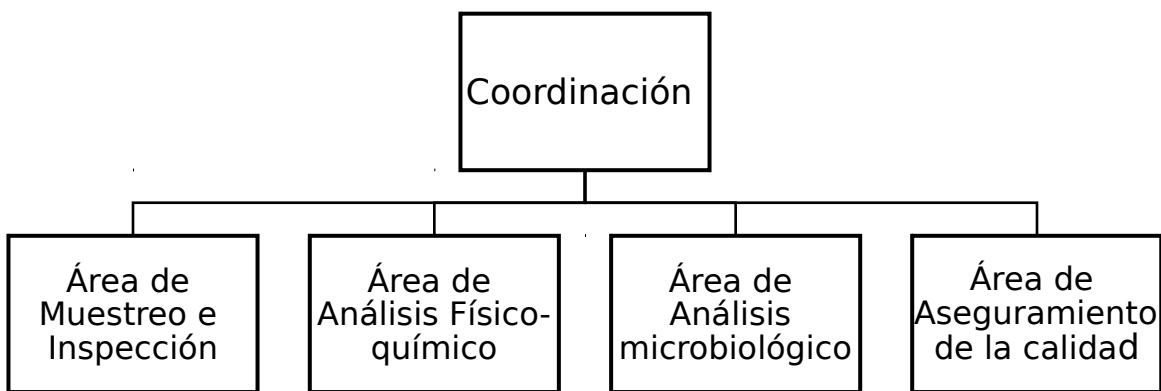 Coordinación
Área de
Muestreo e
Inspección
Área de
Análisis Físico-
químico
Área de
Análisis
microbiológico
Área de
Aseguramiento
de la calidad